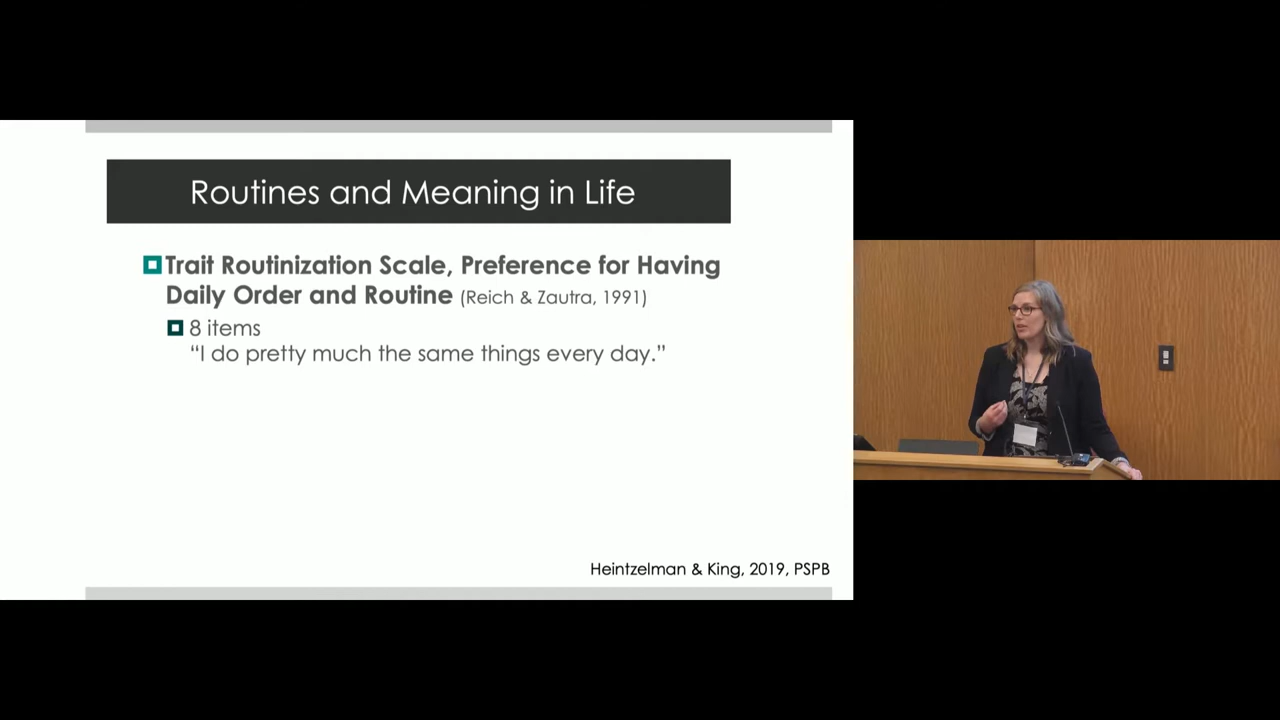 Routines and Meaning in Life
Trait Routinization Scale, Preference for Having
Daily Order and Routine (Reich & Zautra, 1991)
8 items
“I do pretty much the same things every day.”
Heintzelman & King, 2019, PSPB